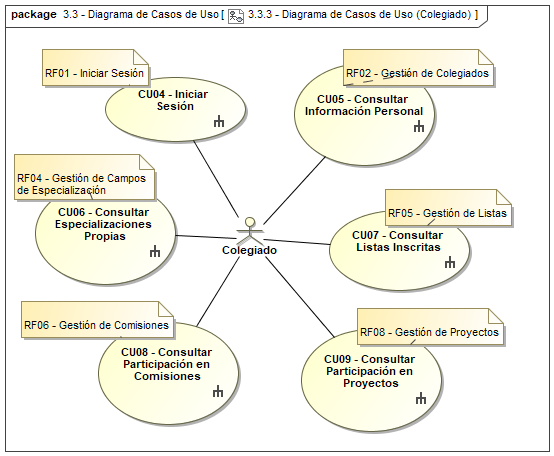 package 3.3 - Diagrama de Casos de Uso [ 3.3.3 - Diagrama de Casos de Uso (Colegiado) ]
RF01 - Iniciar Sesión
CU04 - Iniciar
Sesión
RF02 - Gestión de Colegiados
CU05 - Consultar
Información Personal
RF04 - Gestión de Campos
de Especialización
CU06 - Consultar
Especializaciones
Propias
RF05 - Gestión de Listas
CU07 - Consultar
Listas Inscritas
Colegiado
RF06 - Gestión de Comisiones
CU08 - Consultar
Participación en
Comisiones
RF08 - Gestión de Proyectos
CU09 - Consultar
Participación en
Proyectos